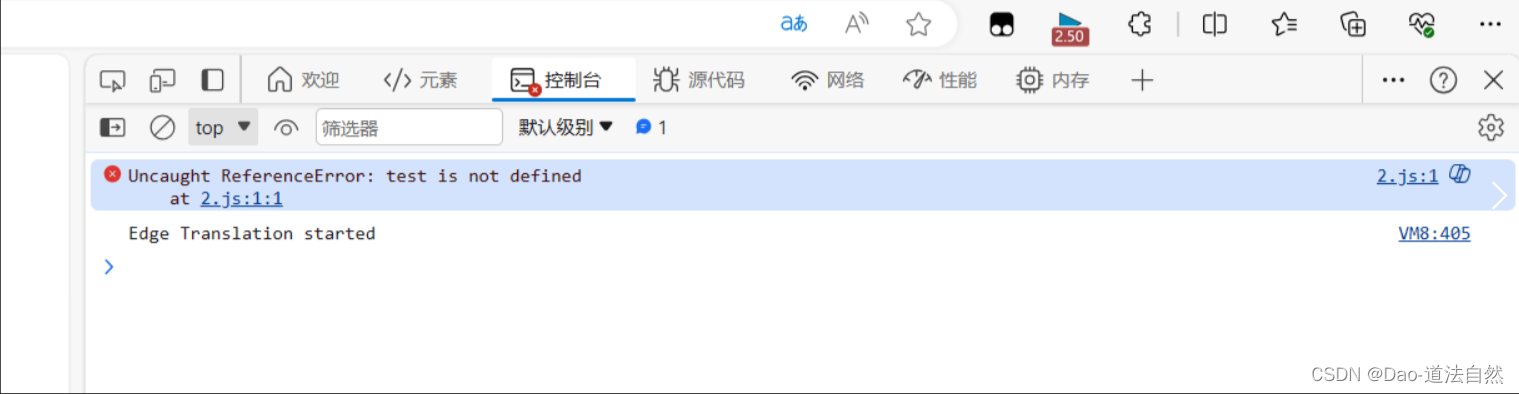 aあ A
2.50
欢迎 </> 元素 控制台 源代码 网络 性能 内存
top 筛选器 默认级别 1
Uncaught ReferenceError: test is not defined 2.js:1
at 2.js:1:1
Edge Translation started VM8:405
CSDN @Dao-道法自然